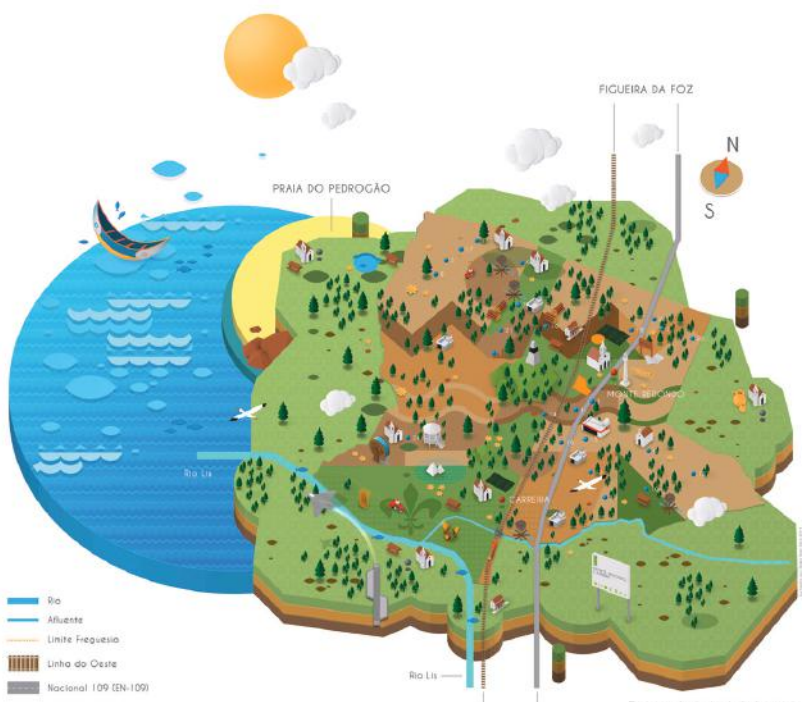 FIGUEIRA DA FOZ
N
S
PRAIA DO PEDROGÃO
MONTE REDONDO
Rio Lis
CARREIRA
Rio
Afluente
Limite Freguesia
Linha do Oeste
Nacional 109 (EN-109)
Rio Lis